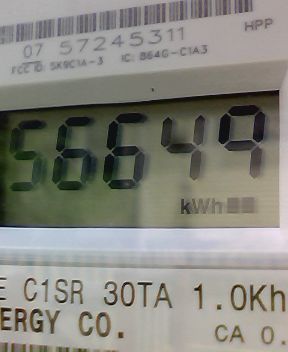 07 57245311 HPP
FCC ID: SK9C1A-3 IC: 864G-C1A3
56649
kWh
E C1SR 30TA 1.0Kh
ERGY CO. CA 0.